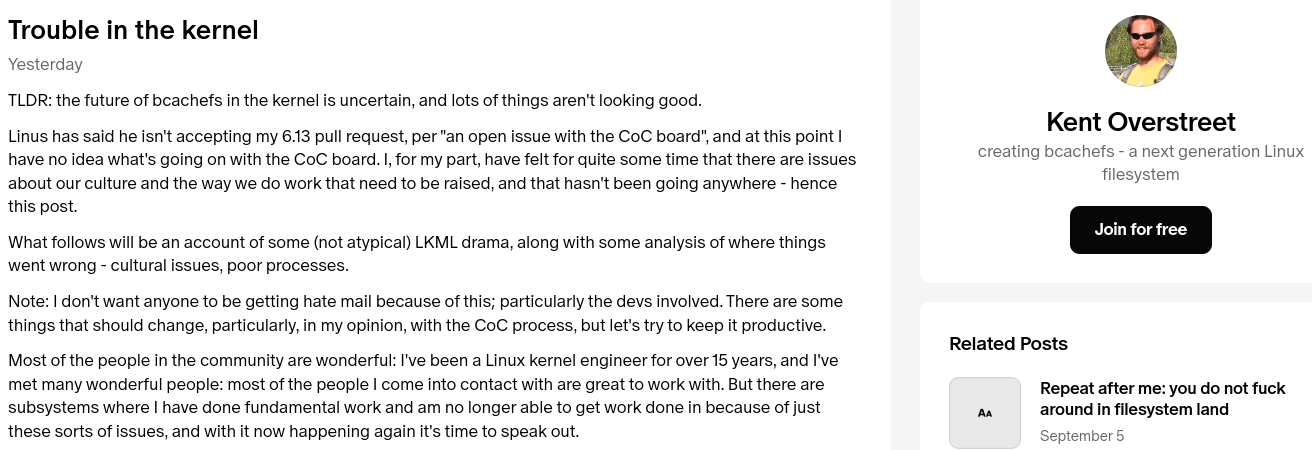 Trouble in the kernel
Yesterday
TLDR: the future of bcachefs in the kernel is uncertain, and lots of things aren't looking good.
Linus has said he isn't accepting my 6.13 pull request, per "an open issue with the CoC board", and at this point I
have no idea what's going on with the CoC board. I, for my part, have felt for quite some time that there are issues
about our culture and the way we do work that need to be raised, and that hasn't been going anywhere - hence
this post.
What follows will be an account of some (not atypical) LKML drama, along with some analysis of where things
went wrong - cultural issues, poor processes.
Note: I don't want anyone to be getting hate mail because of this; particularly the devs involved. There are some
things that should change, particularly, in my opinion, with the CoC process, but let's try to keep it productive.
Most of the people in the community are wonderful: I've been a Linux kernel engineer for over 15 years, and I've
met many wonderful people: most of the people I come into contact with are great to work with. But there are
subsystems where I have done fundamental work and am no longer able to get work done in because of just
these sorts of issues, and with it now happening again it's time to speak out.
Kent Overstreet
creating bcachefs - a next generation Linux
filesystem
Join for free
Related Posts
AA
Repeat after me: you do not fuck
around in filesystem land
September 5